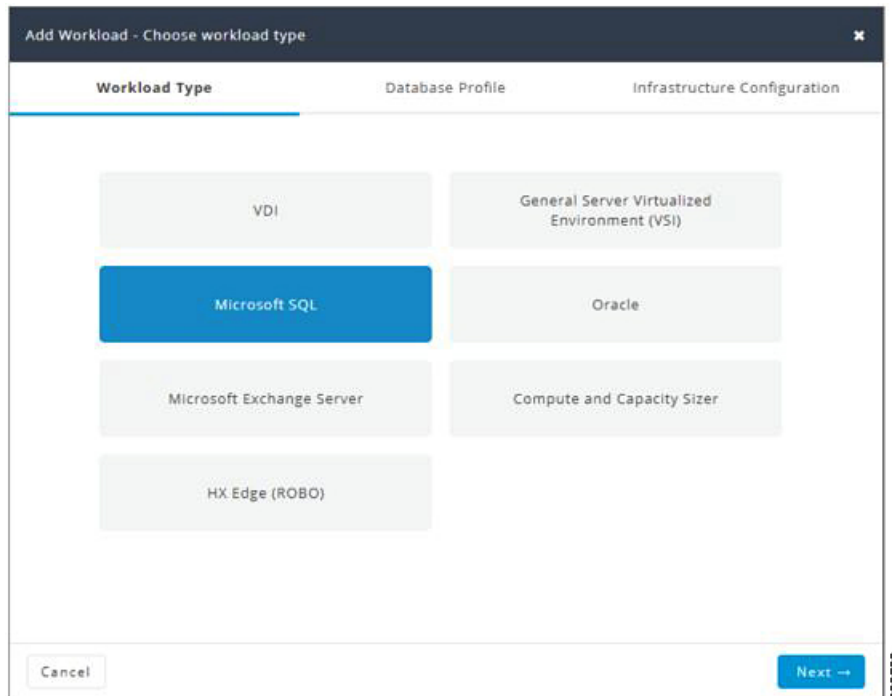 Add Workload - Choose workload type
Workload Type
Database Profile
Infrastructure Configuration
VDI
General Server Virtualized
Environment (VSI)
Microsoft SQL
Oracle
Microsoft Exchange Server
Compute and Capacity Sizer
HX Edge (ROBO)
Cancel
Next →